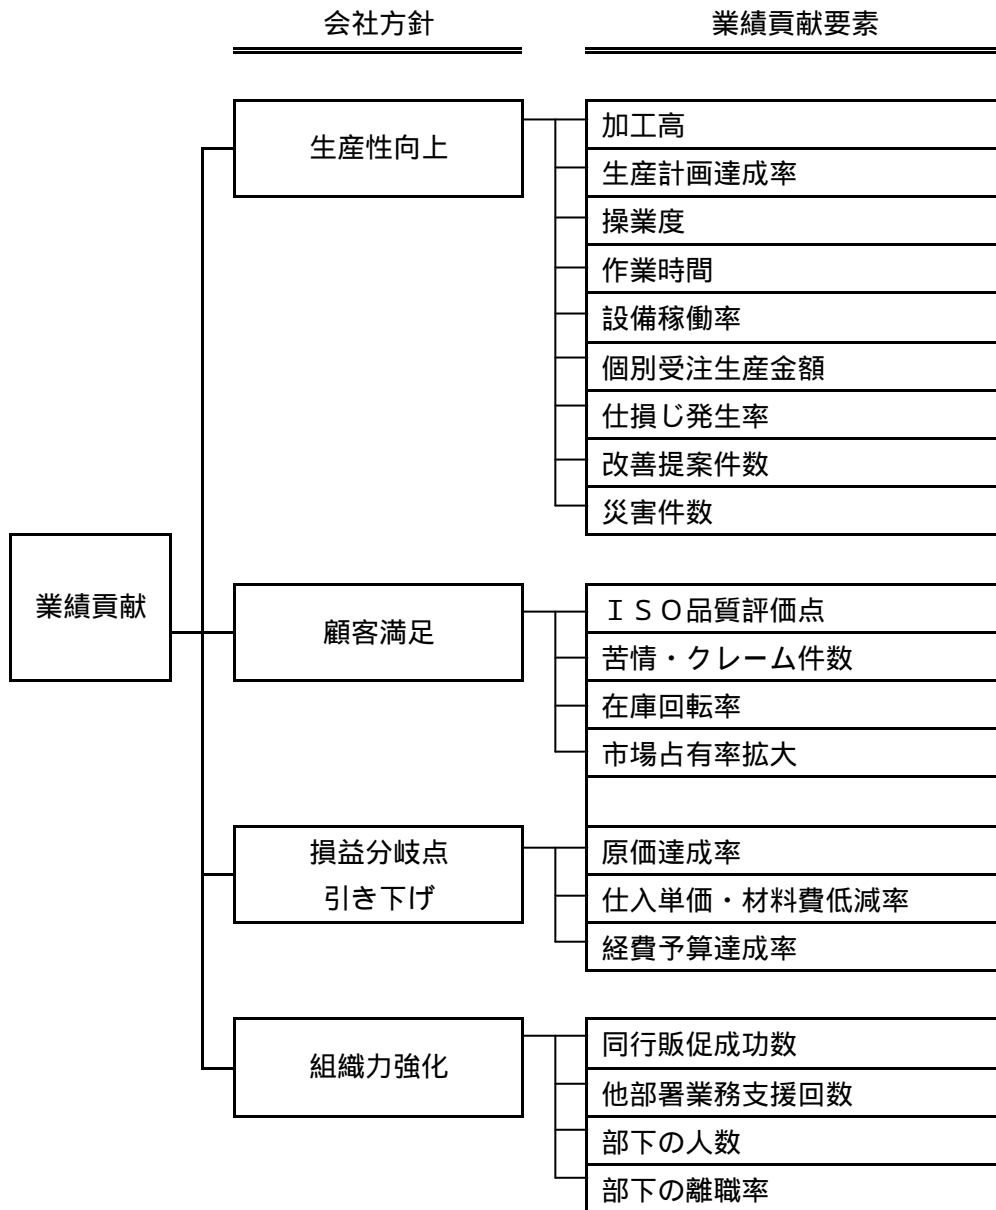 会社方針
業績貢献要素
業績貢献
生産性向上
加工高
生産計画達成率
操業度
作業時間
設備稼働率
個別受注生産金額
仕損じ発生率
改善提案件数
災害件数
顧客満足
ＩＳＯ品質評価点
苦情・クレーム件数
在庫回転率
市場占有率拡大
損益分岐点
引き下げ
原価達成率
仕入単価・材料費低減率
経費予算達成率
組織力強化
同行販促成功数
他部署業務支援回数
部下の人数
部下の離職率